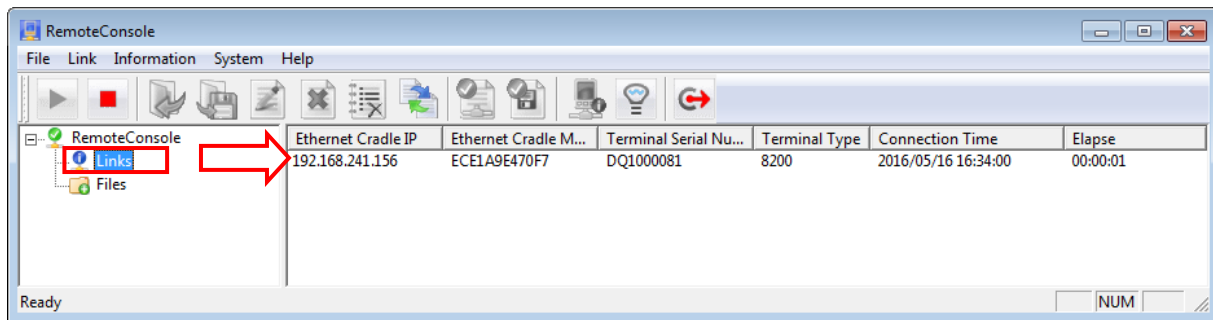 RemoteConsole
File Link Information System Help
RemoteConsole
Links
Files
Ethernet Cradle IP Ethernet Cradle M... Terminal Serial Nu... Terminal Type Connection Time Elapse
192.168.241.156 ECE1A9E470F7 DQ1000081 8200 2016/05/16 16:34:00 00:00:01
Ready NUM